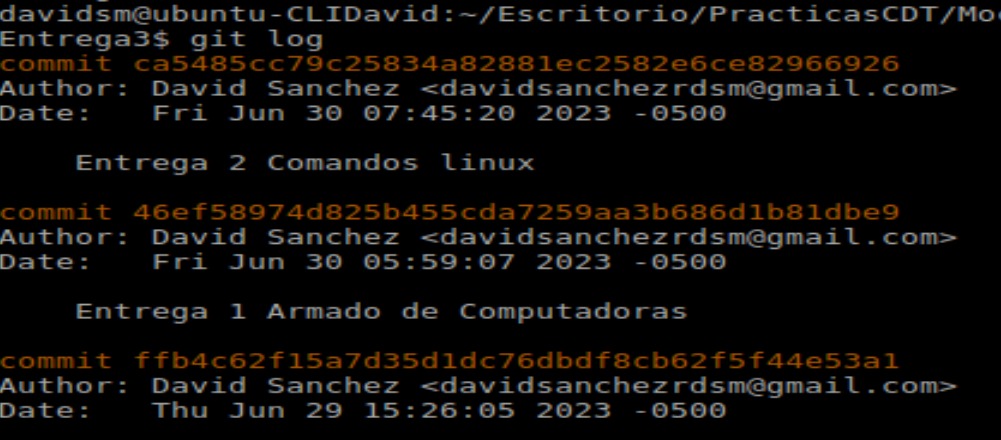 davidsm@ubuntu-CLIDavid:~/Escritorio/PracticasCDT/Mo
Entrega3$ git log
commit ca5485cc79c25834a82881ec2582e6ce82966926
Author: David Sanchez <davidsanchezrdsm@gmail.com>
Date:   Fri Jun 30 07:45:20 2023 -0500
    Entrega 2 Comandos linux
commit 46ef58974d825b455cda7259aa3b686d1b81dbe9
Author: David Sanchez <davidsanchezrdsm@gmail.com>
Date:   Fri Jun 30 05:59:07 2023 -0500
    Entrega 1 Armado de Computadoras
commit ffb4c62f15a7d35d1dc76dbdf8cb62f5f44e53a1
Author: David Sanchez <davidsanchezrdsm@gmail.com>
Date:   Thu Jun 29 15:26:05 2023 -0500